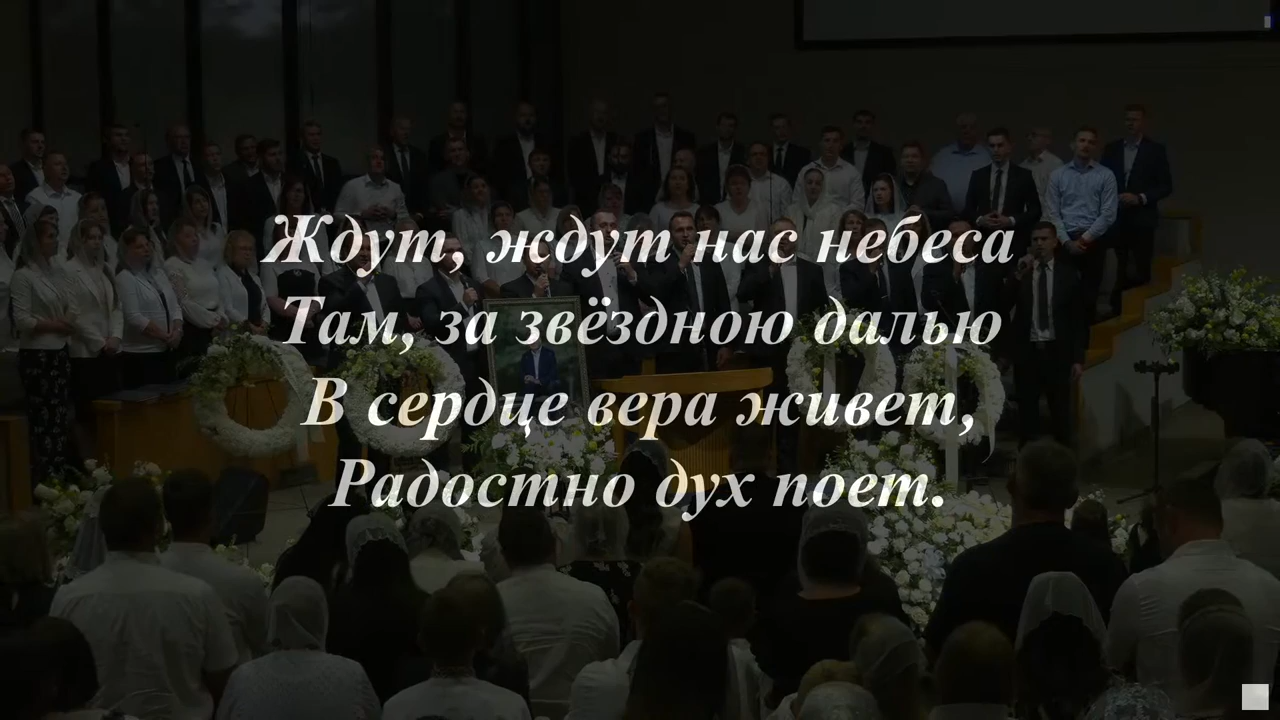 Ждут, ждут нас небеса
Там, за звёздною далью
В сердце вера живет,
Радостно дух поет.